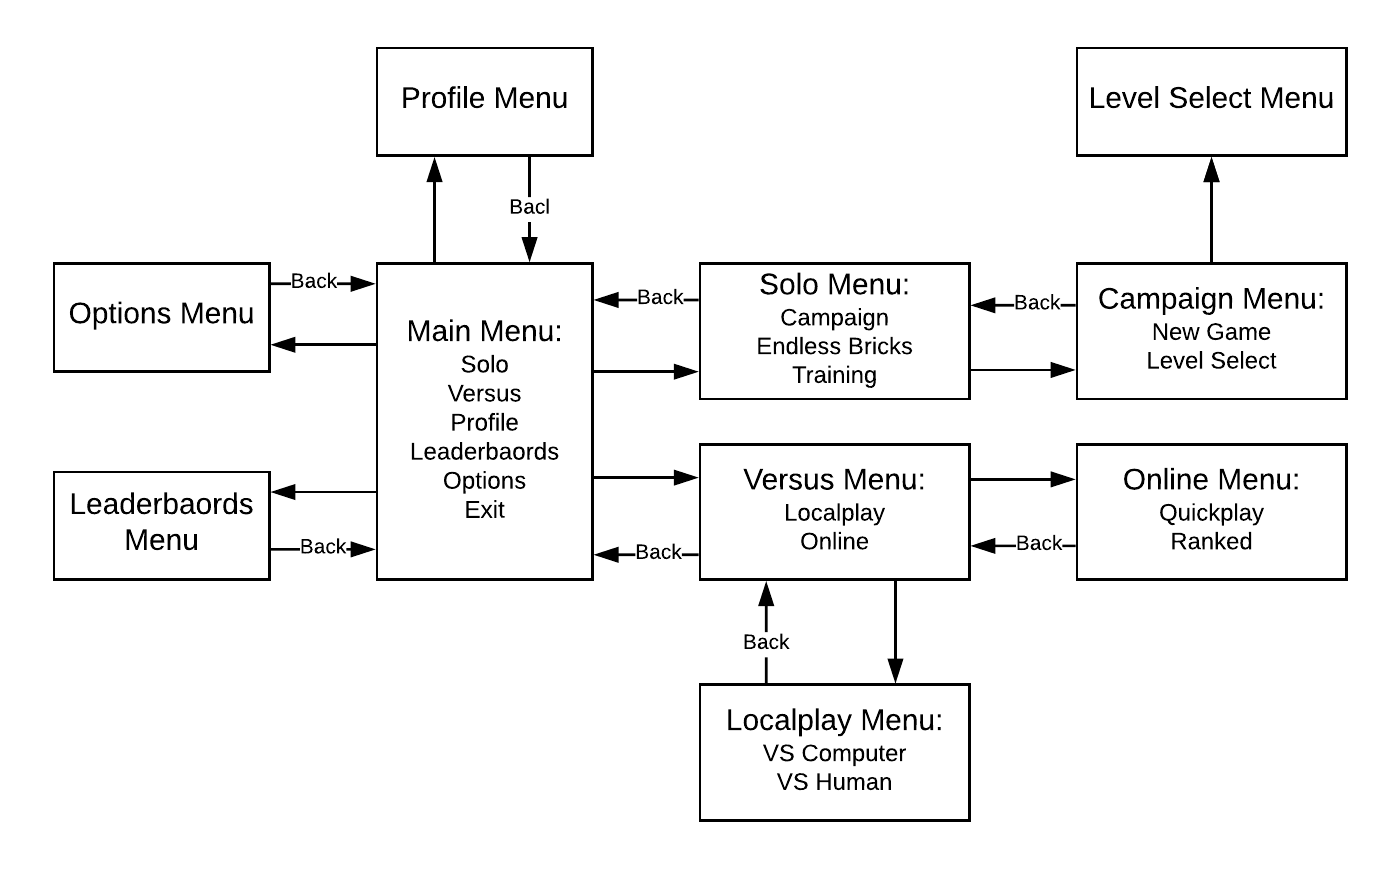 Profile Menu
Level Select Menu
Bacl
Options Menu
Back
Main Menu:
Solo
Versus
Profile
Leaderbaords
Options
Exit
Back
Solo Menu:
Campaign
Endless Bricks
Training
Back
Campaign Menu:
New Game
Level Select
Leaderbaords
Menu
Back
Back
Versus Menu:
Localplay
Online
Back
Online Menu:
Quickplay
Ranked
Back
Localplay Menu:
VS Computer
VS Human